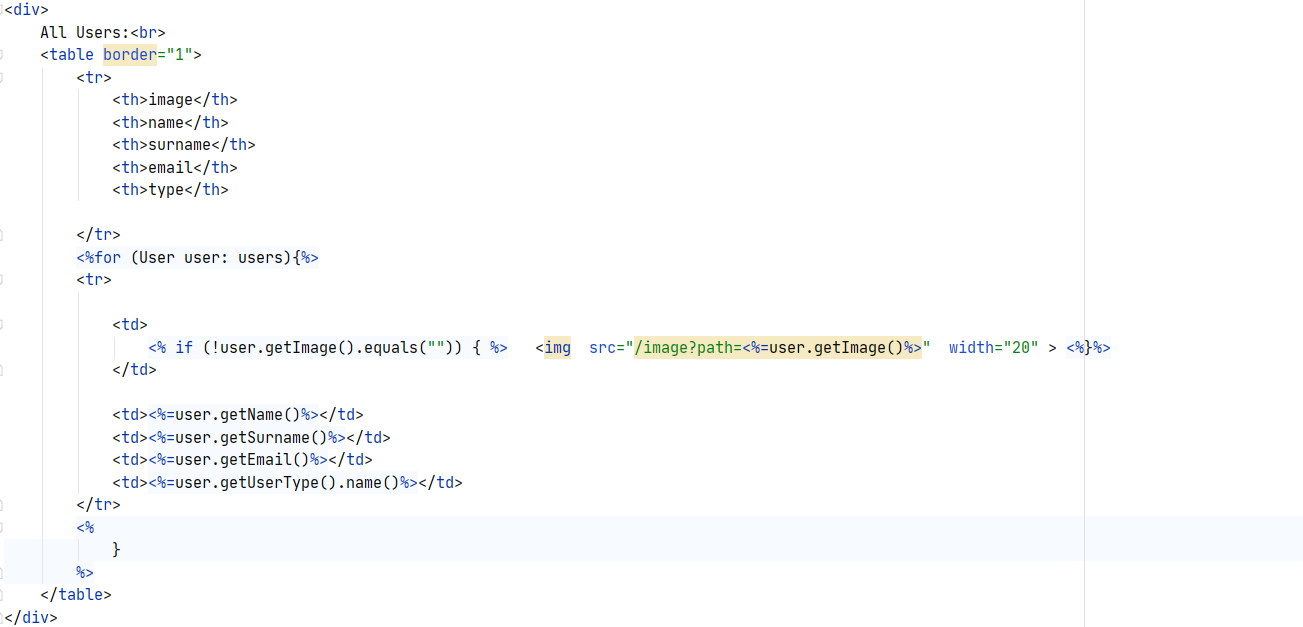 <div>
    All Users:<br>
    <table border="1">
        <tr>
            <th>image</th>
            <th>name</th>
            <th>surname</th>
            <th>email</th>
            <th>type</th>

        </tr>
        <%for (User user: users){%>
        <tr>

            <td>
                <% if (!user.getImage().equals("")) { %>   <img  src="/image?path=<%=user.getImage()%>"  width="20" > <%}%>
            </td>

            <td><%=user.getName()%></td>
            <td><%=user.getSurname()%></td>
            <td><%=user.getEmail()%></td>
            <td><%=user.getUserType().name()%></td>
        </tr>
        <%
            }
        %>
    </table>
</div>